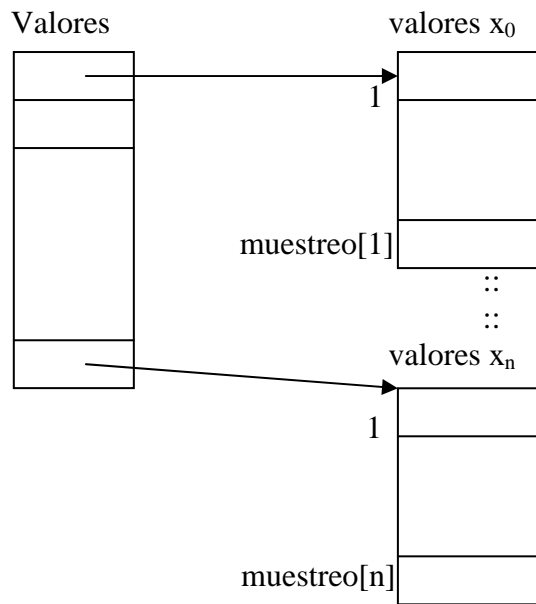 Valores
valores x₀
1
muestreo[1]
::
::
valores xₙ
1
muestreo[n]